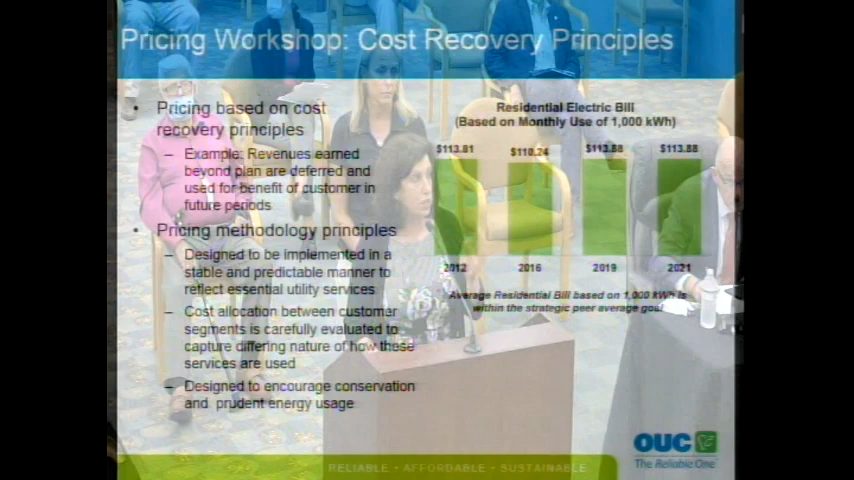 Pricing Workshop: Cost Recovery Principles
• Pricing based on cost
recovery principles
– Example: Revenues earned
beyond plan are deferred and
used for benefit of customer in
future periods
• Pricing methodology principles
– Designed to be implemented in a
stable and predictable manner to
reflect essential utility services
– Cost allocation between customer
segments is carefully evaluated to
capture differing nature of how these
services are used
– Designed to encourage conservation
and prudent energy usage
Residential Electric Bill
(Based on Monthly Use of 1,000 kWh)
$113.81 $110.24 $113.88 $113.88
2012 2016 2019 2021
Average Residential Bill based on 1,000 kWh is
within the strategic peer average goal
OUC
The Reliable One
RELIABLE • AFFORDABLE • SUSTAINABLE